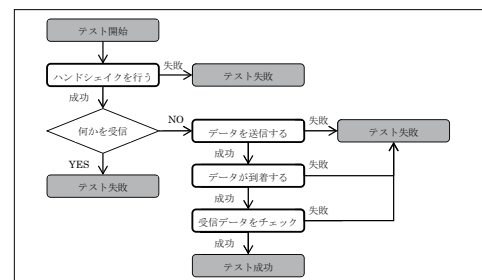 テスト開始
ハンドシェイクを行う
失敗
テスト失敗
成功
何かを受信
NO
データを送信する
失敗
テスト失敗
YES
成功
テスト失敗
データが到着する
失敗
成功
受信データをチェック
失敗
成功
テスト成功